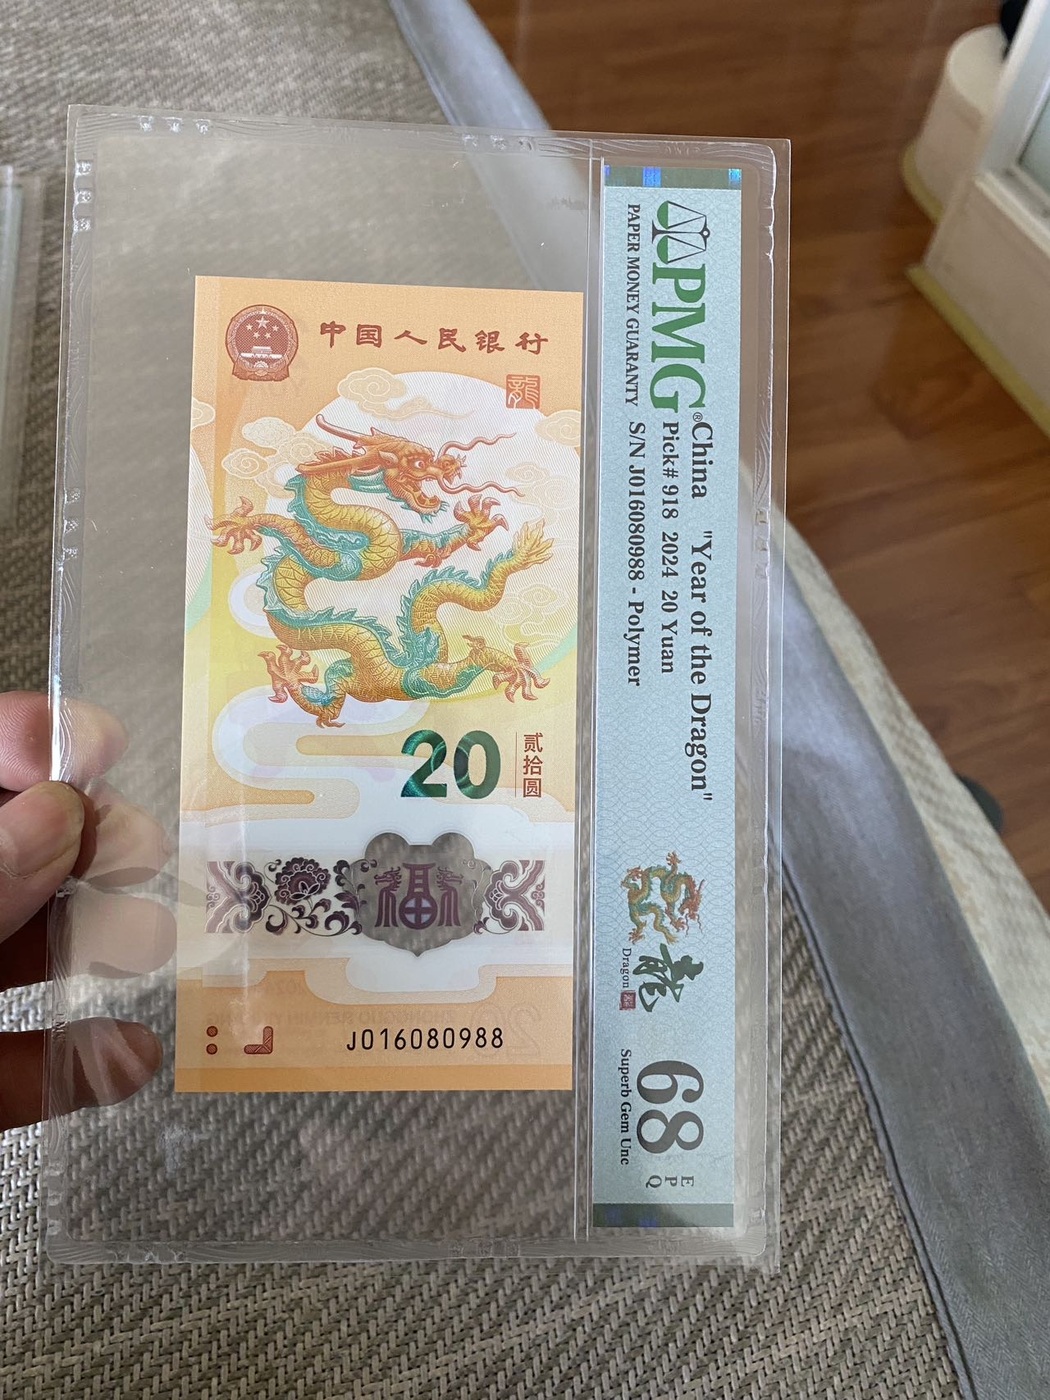 中国人民银行
龍
20
贰拾圆
福
J016080988
PMG®
PAPER MONEY GUARANTY
China "Year of the Dragon"
Pick# 918 2024 20 Yuan
S/N J016080988 - Polymer
龍
Dragon
68
EPQ
Superb Gem Unc